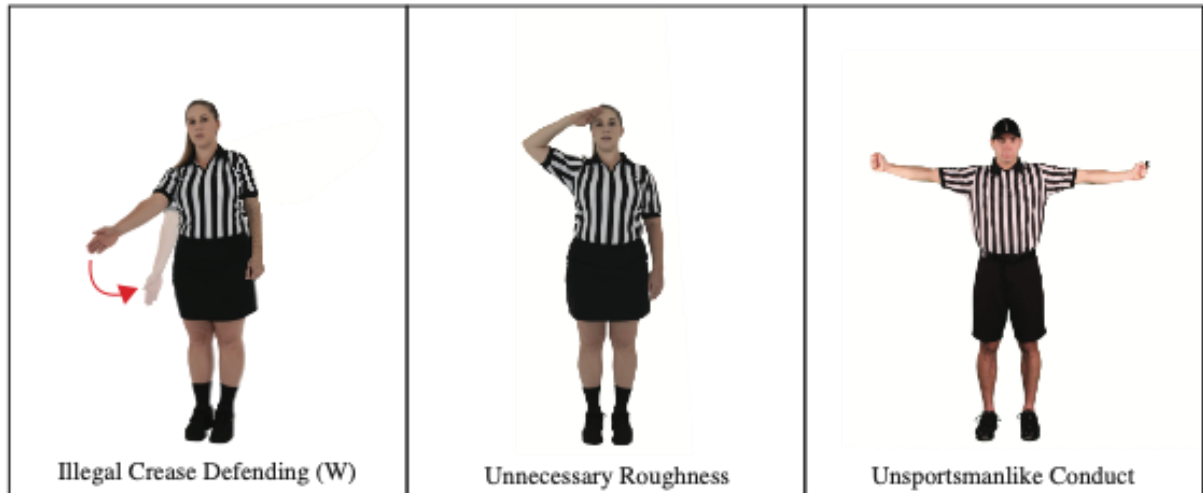 Illegal Crease Defending (W)
Unnecessary Roughness
Unsportsmanlike Conduct